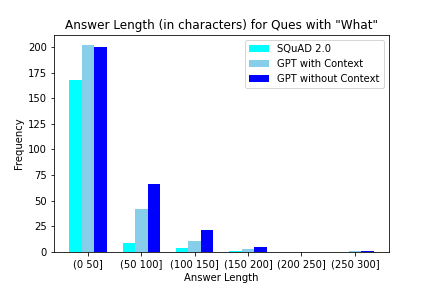 Answer Length (in characters) for Ques with "What"
SQuAD 2.0
GPT with Context
GPT without Context
200
175
150
125
100
75
50
25
0
Frequency
(0 50] (50 100] (100 150] (150 200] (200 250] (250 300]
Answer Length